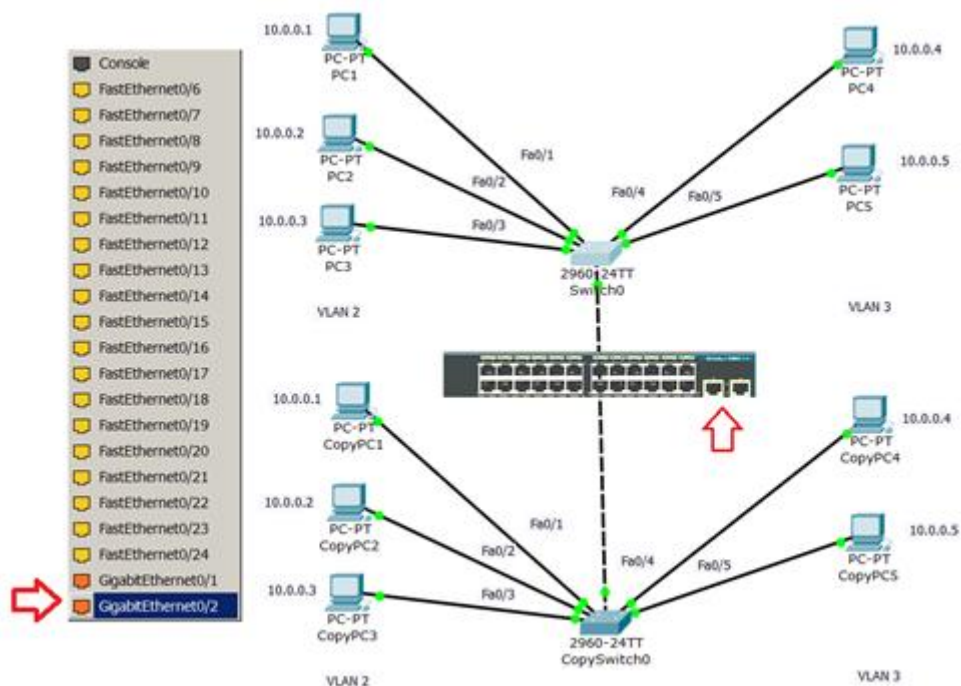 Console
FastEthernet0/6
FastEthernet0/7
FastEthernet0/8
FastEthernet0/9
FastEthernet0/10
FastEthernet0/11
FastEthernet0/12
FastEthernet0/13
FastEthernet0/14
FastEthernet0/15
FastEthernet0/16
FastEthernet0/17
FastEthernet0/18
FastEthernet0/19
FastEthernet0/20
FastEthernet0/21
FastEthernet0/22
FastEthernet0/23
FastEthernet0/24
GigabitEthernet0/1
GigabitEthernet0/2
10.0.0.1
PC-PT
PC1
10.0.0.2
PC-PT
PC2
10.0.0.3
PC-PT
PC3
VLAN 2
Fa0/1
Fa0/2
Fa0/3
Fa0/4
Fa0/5
10.0.0.4
PC-PT
PC4
10.0.0.5
PC-PT
PC5
VLAN 3
2960-24TT
Switch0
10.0.0.1
PC-PT
CopyPC1
10.0.0.2
PC-PT
CopyPC2
10.0.0.3
PC-PT
CopyPC3
VLAN 2
Fa0/1
Fa0/2
Fa0/3
Fa0/4
Fa0/5
10.0.0.4
PC-PT
CopyPC4
10.0.0.5
PC-PT
CopyPC5
VLAN 3
2960-24TT
CopySwitch0